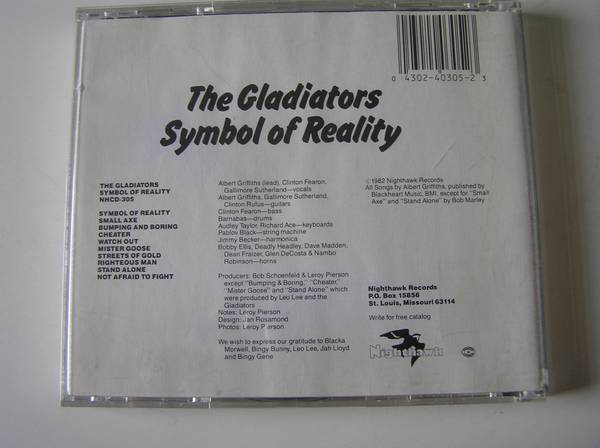 0 4302-40305-2 3
The Gladiators
Symbol of Reality
THE GLADIATORS
SYMBOL OF REALITY
NHCD-305
SYMBOL OF REALITY
SMALL AXE
BUMPING AND BORING
CHEATER
WATCH OUT
MISTER GOOSE
STREETS OF GOLD
RIGHTEOUS MAN
STAND ALONE
NOT AFRAID TO FIGHT
Albert Griffiths (lead), Clinton Fearon,
Gallimore Sutherland—vocals
Albert Griffiths, Gallimore Sutherland,
Clinton Rufus—guitars
Clinton Fearon—bass
Barnabas—drums
Audley Taylor, Richard Ace—keyboards
Pablov Black—string machine
Jimmy Becker—harmonica
Bobby Ellis, Deadly Headley, Dave Madden,
Dean Fraizer, Glen DaCosta & Nambo
Robinson—horns
Producers: Bob Schoenfeld & Leroy Pierson
except "Bumping & Boring," "Cheater,"
"Mister Goose" and "Stand Alone" which
were produced by Leo Lee and the
Gladiators
Notes: Leroy Pierson
Design: Jan Rosamond
Photos: Leroy Pierson
We wish to express our gratitude to Blacka
Morwell, Bingy Bunny, Leo Lee, Jah Lloyd
and Bingy Gene
©1982 Nighthawk Records
All Songs by Albert Griffiths, published by
Blackheart Music, BMI, except for "Small
Axe" and "Stand Alone" by Bob Marley
Nighthawk Records
P.O. Box 15856
St. Louis, Missouri 63114
Write for free catalog
Nighthawk